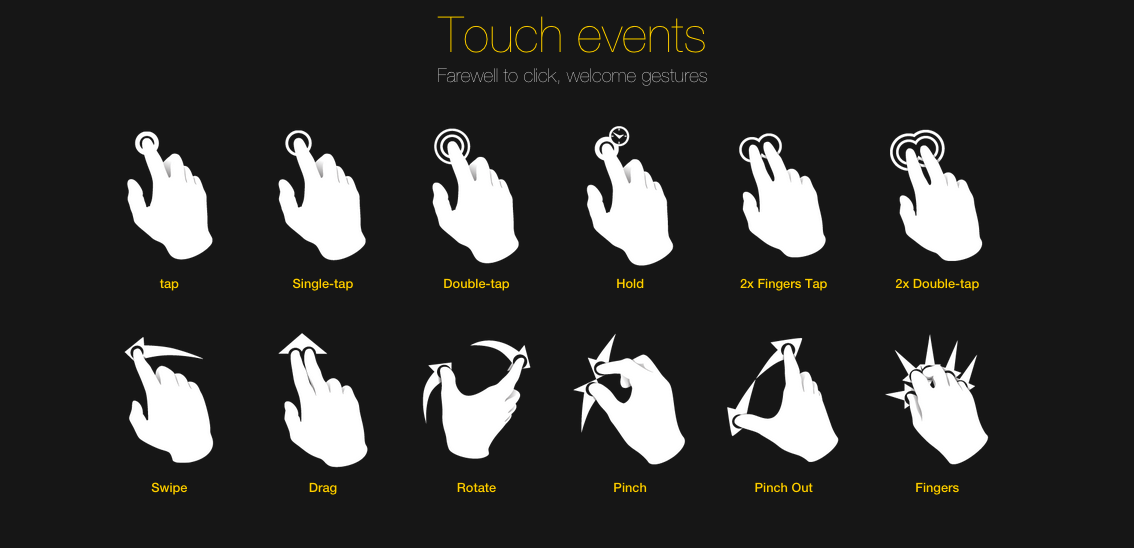 Touch events
Farewell to click, welcome gestures
tap
Single-tap
Double-tap
Hold
2x Fingers Tap
2x Double-tap
Swipe
Drag
Rotate
Pinch
Pinch Out
Fingers